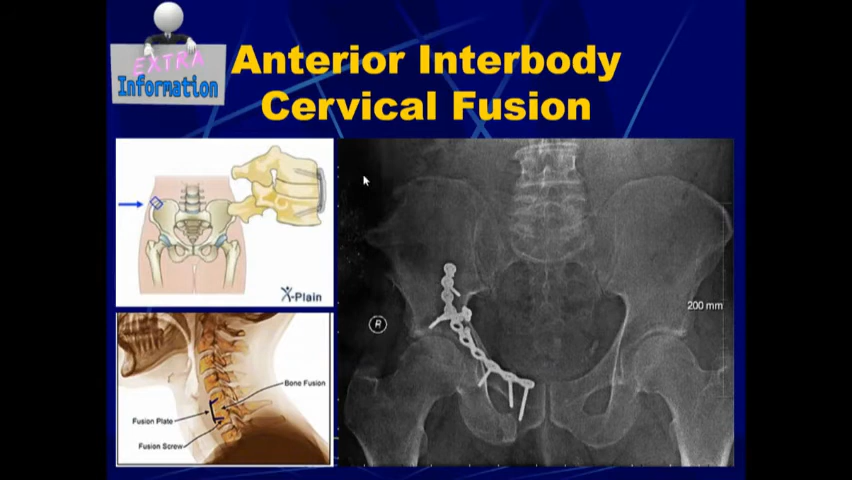 EXTRA
Information
Anterior Interbody
Cervical Fusion
X-Plain
R
200 mm
Bone Fusion
Fusion Plate
Fusion Screw